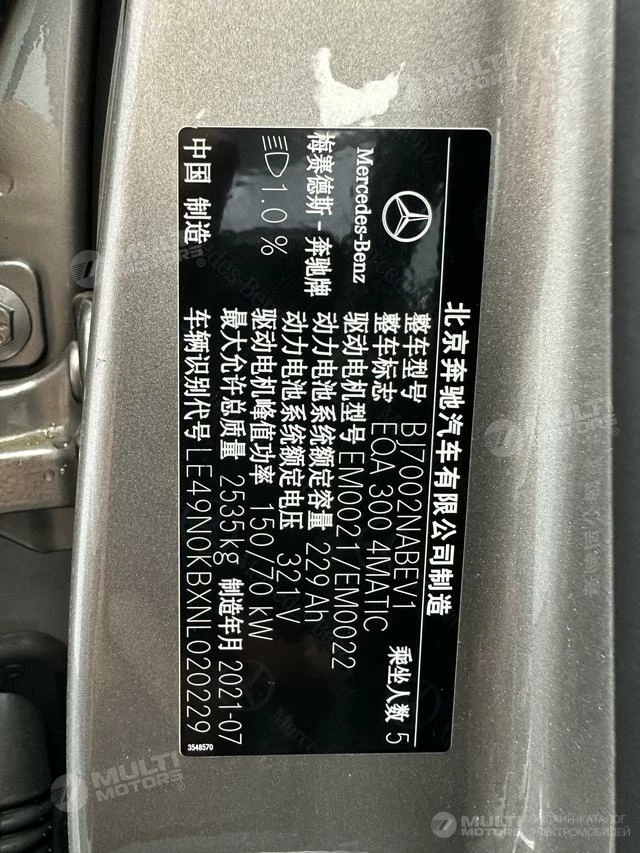 Mercedes-Benz
梅赛德斯-奔驰牌
1.0%
中国 制造
北京奔驰汽车有限公司制造
整车型号 BJ7002NABEV1
整车标志 EQA 300 4MATIC 乘坐人数 5
驱动电机型号 EM0021/EM0022
动力电池系统额定容量 229Ah
动力电池系统额定电压 321V
驱动电机峰值功率 150/70 kW
最大允许总质量 2535kg 制造年月 2021-07
车辆识别代号 LE49N0KBXNL020229
3548570
MULTI MOTORS®
ОНЛАЙН-КАТАЛОГ
ЭЛЕКТРОМОБИЛЕЙ